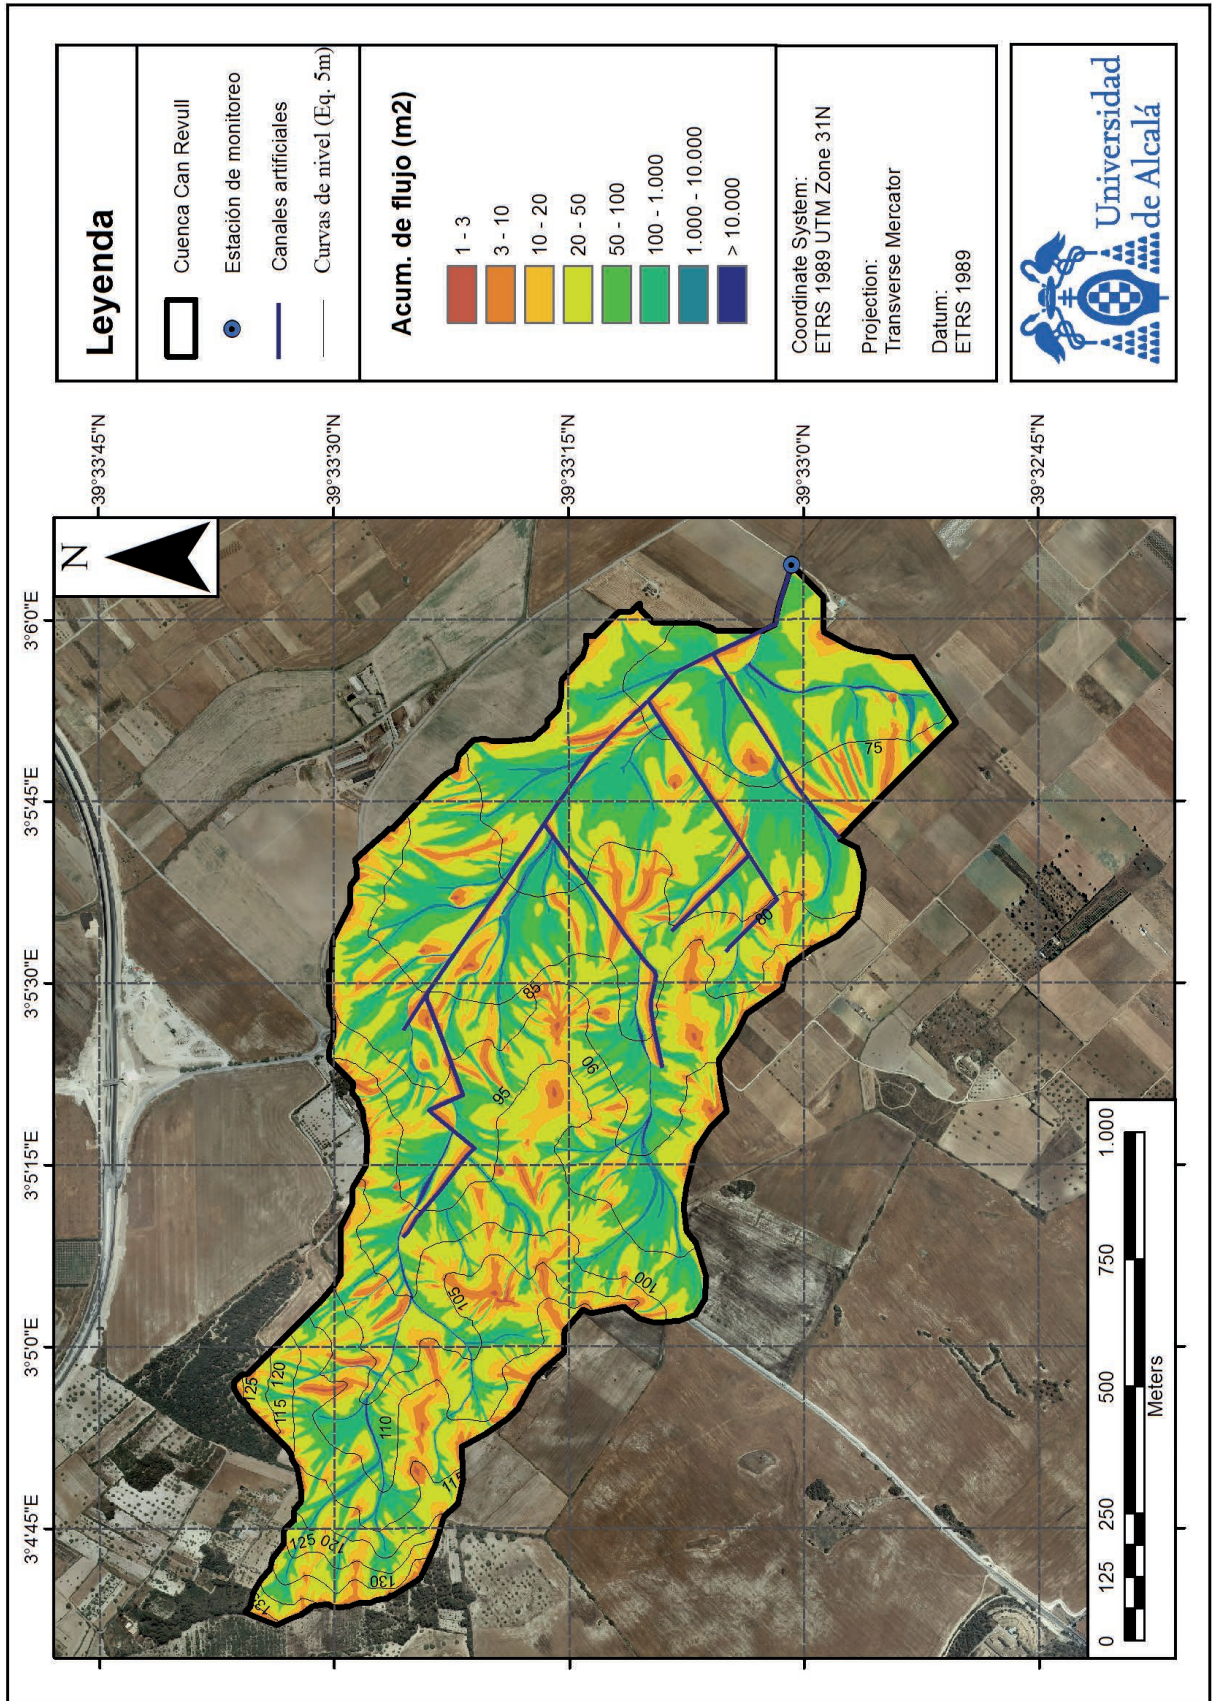 Leyenda
Cuenca Can Revull
Estación de monitoreo
Canales artificiales
Curvas de nivel (Eq. 5m)
Acum. de flujo (m2)
1 - 3
3 - 10
10 - 20
20 - 50
50 - 100
100 - 1.000
1.000 - 10.000
> 10.000
Coordinate System:
ETRS 1989 UTM Zone 31N
Projection:
Transverse Mercator
Datum:
ETRS 1989
Universidad
de Alcalá
39°33'45"N
39°33'30"N
39°33'15"N
39°33'0"N
39°32'45"N
N
3°4'45"E
3°5'0"E
3°5'15"E
3°5'30"E
3°5'45"E
3°6'0"E
130
125
120
125
120
115
110
115
105
100
95
90
85
80
75
0
125
250
500
750
1.000
Meters